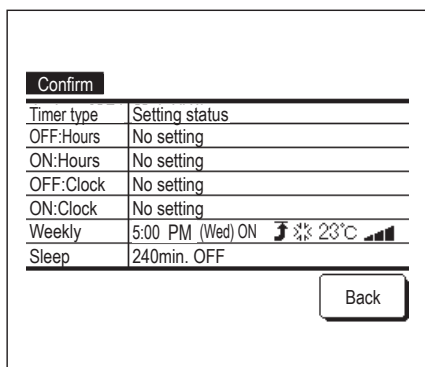 Confirm
Timer type Setting status
OFF:Hours No setting
ON:Hours No setting
OFF:Clock No setting
ON:Clock No setting
Weekly 5:00 PM (Wed) ON 23°C
Sleep 240min. OFF
Back